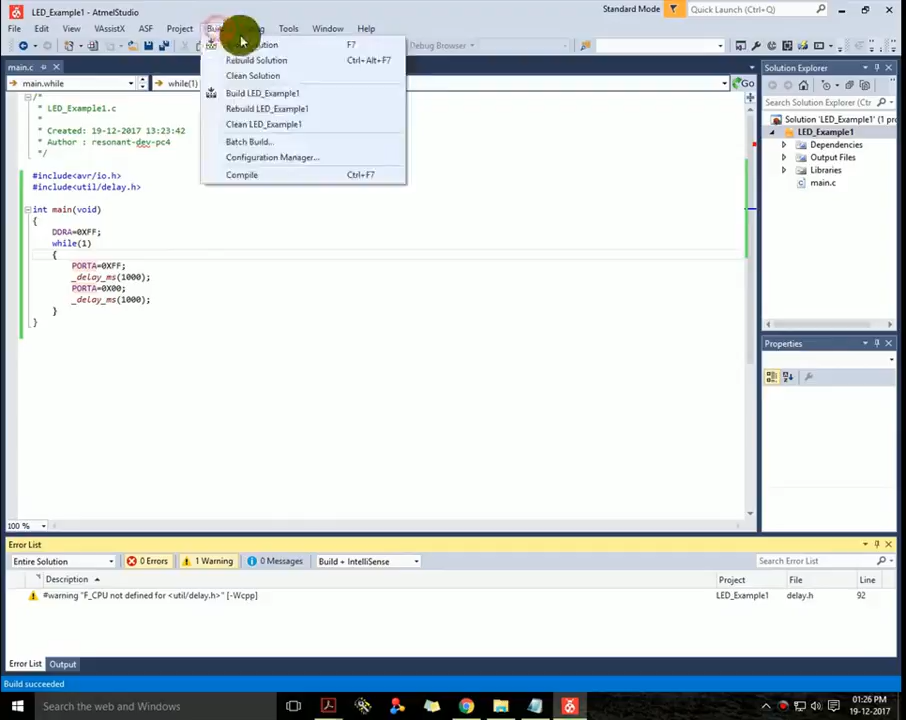 LED_Example1 - AtmelStudio
Standard Mode
Quick Launch (Ctrl+Q)
File Edit View VAssistX ASF Project Tools Window Help
Debug Browser
main.c
main.while
while(1)
Go
F7
Rebuild Solution Ctrl+Alt+F7
Clean Solution
Build LED_Example1
Rebuild LED_Example1
Clean LED_Example1
Batch Build...
Configuration Manager...
Compile Ctrl+F7
/*
* LED_Example1.c
*
* Created: 19-12-2017 13:23:42
* Author : resonant-dev-pc4
*/
#include<avr/io.h>
#include<util/delay.h>
int main(void)
{
DDRA=0XFF;
while(1)
{
PORTA=0XFF;
_delay_ms(1000);
PORTA=0X00;
_delay_ms(1000);
}
}
100 %
Solution Explorer
Search Solution Explorer (Ctrl+;)
Solution 'LED_Example1' (1 pro
LED_Example1
Dependencies
Output Files
Libraries
main.c
Properties
Error List
Entire Solution
0 Errors
1 Warning
0 Messages
Build + IntelliSense
Search Error List
Description Project File Line
#warning "F_CPU not defined for <util/delay.h>" [-Wcpp] LED_Example1 delay.h 92
Error List Output
Build succeeded
Search the web and Windows
01:26 PM
19-12-2017